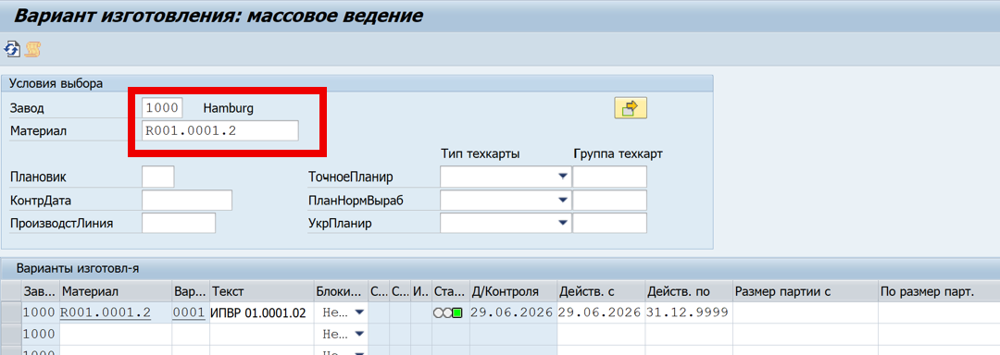 Вариант изготовления: массовое ведение
Условия выбора
Завод 1000 Hamburg
Материал R001.0001.2
Тип техкарты Группа техкарт
Плановик ТочноеПланир
КонтрДата ПланНормВыраб
ПроизводстЛиния УкрПланир
Варианты изготовл-я
Зав... Материал Вар... Текст Блоки... С... С... И... Ста... Д/Контроля Действ. с Действ. по Размер партии с По размер парт.
1000 R001.0001.2 0001 ИПВР 01.0001.02 Не... 29.06.2026 29.06.2026 31.12.9999
1000 Не...
1000 Не...